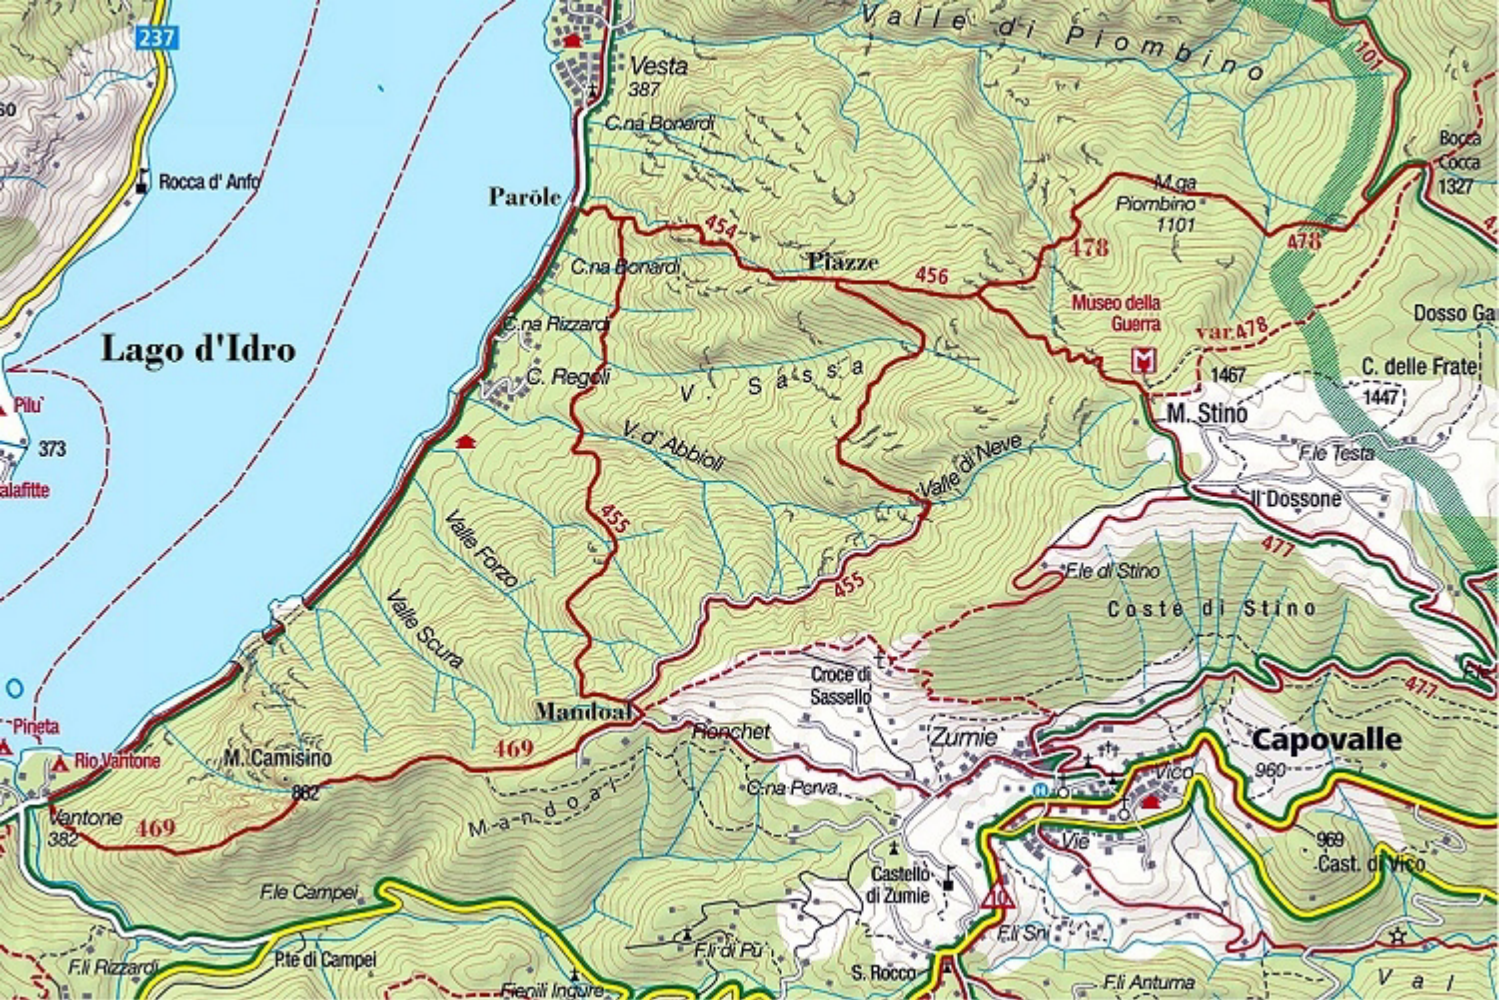 Valle di Piombino
237
101
Vesta
387
C.na Bonardi
Bocca
Cocca
1327
so
Rocca d' Anfo
M.ga
Piombino
1101
Paròle
454
478
478
Piazze
C.na Bonardi
456
Museo della
Guerra
var.478
Dosso Ga
C.na Rizzardi
Lago d'Idro
C. Regoli
V. Sassa
1467
C. delle Frate
1447
Pilu'
M. Stino
373
V. d' Abbioli
Valle di Neve
F.le Testa
alafitte
Il Dossone
455
Valle Forzo
477
F.le di Stino
455
Coste di Stino
Valle Scura
Croce di
Sassello
477
Mandoal
Pineta
Ronchet
Zumie
Capovalle
469
Rio Vantone
M. Camisino
Vico
960
H
882
C.na Perva
Mandoal
Vantone
382
469
Vie
969
Cast. di Vico
Castello
di Zumie
F.le Campei
10
F.li Sni
F.li di Pù
P.te di Campei
F.li Rizzardi
S. Rocco
Fienili Ingure
F.li Antuma
Val